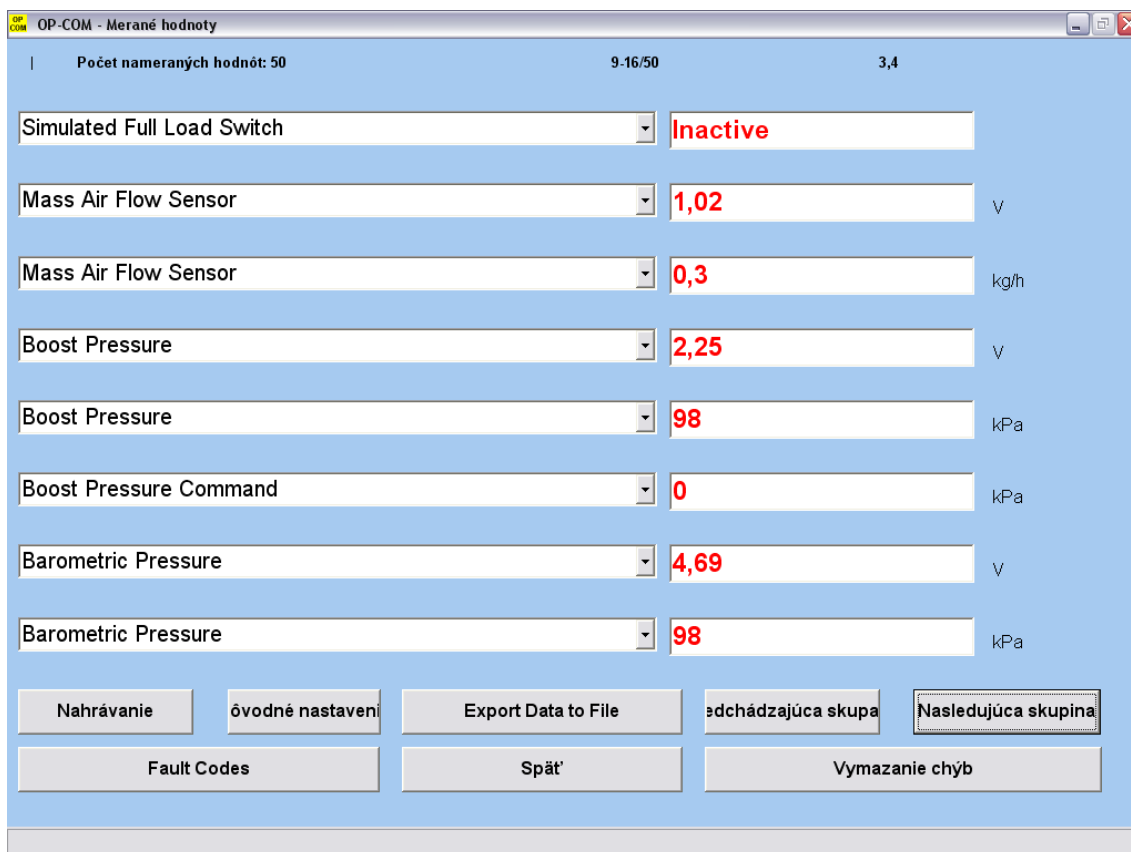 OP COM OP-COM - Merané hodnoty
| Počet nameraných hodnôt: 50 9-16/50 3,4
Simulated Full Load Switch Inactive
Mass Air Flow Sensor 1,02 V
Mass Air Flow Sensor 0,3 kg/h
Boost Pressure 2,25 V
Boost Pressure 98 kPa
Boost Pressure Command 0 kPa
Barometric Pressure 4,69 V
Barometric Pressure 98 kPa
Nahrávanie ôvodné nastaveni Export Data to File edchádzajúca skupa Nasledujúca skupina
Fault Codes Späť Vymazanie chýb